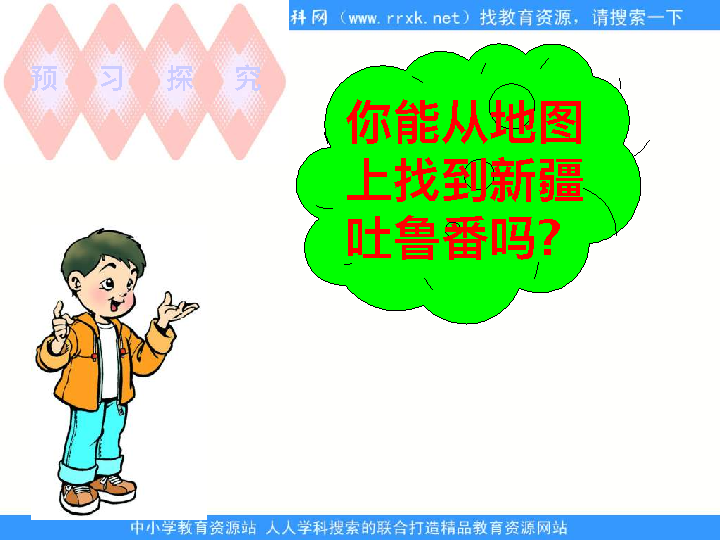 科网（www.rrxk.net）找教育资源，请搜索一下
预 习 探 究
你能从地图
上找到新疆
吐鲁番吗?
中小学教育资源站 人人学科搜索的联合打造精品教育资源网站